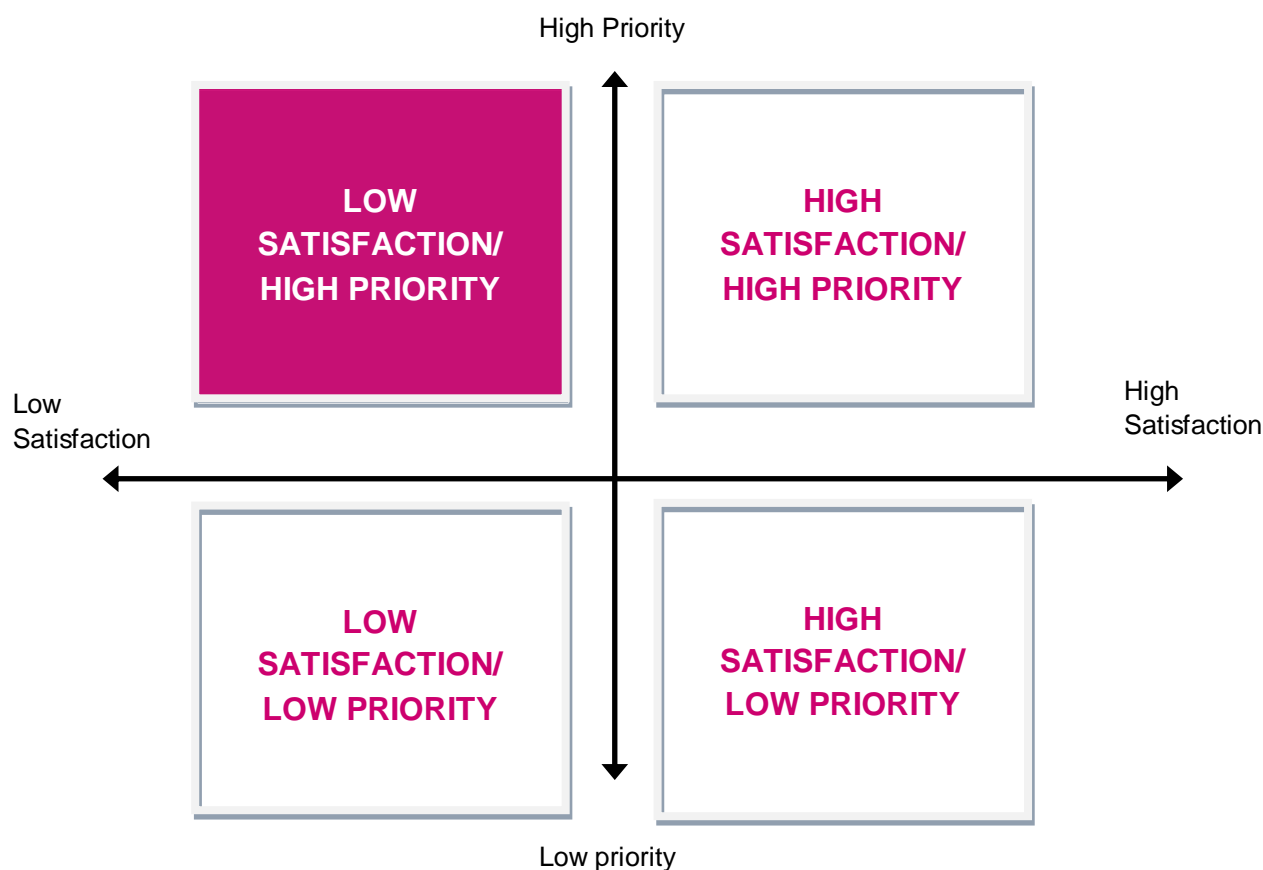 High Priority
LOW
SATISFACTION/
HIGH PRIORITY
HIGH
SATISFACTION/
HIGH PRIORITY
Low
Satisfaction
High
Satisfaction
LOW
SATISFACTION/
LOW PRIORITY
HIGH
SATISFACTION/
LOW PRIORITY
Low priority